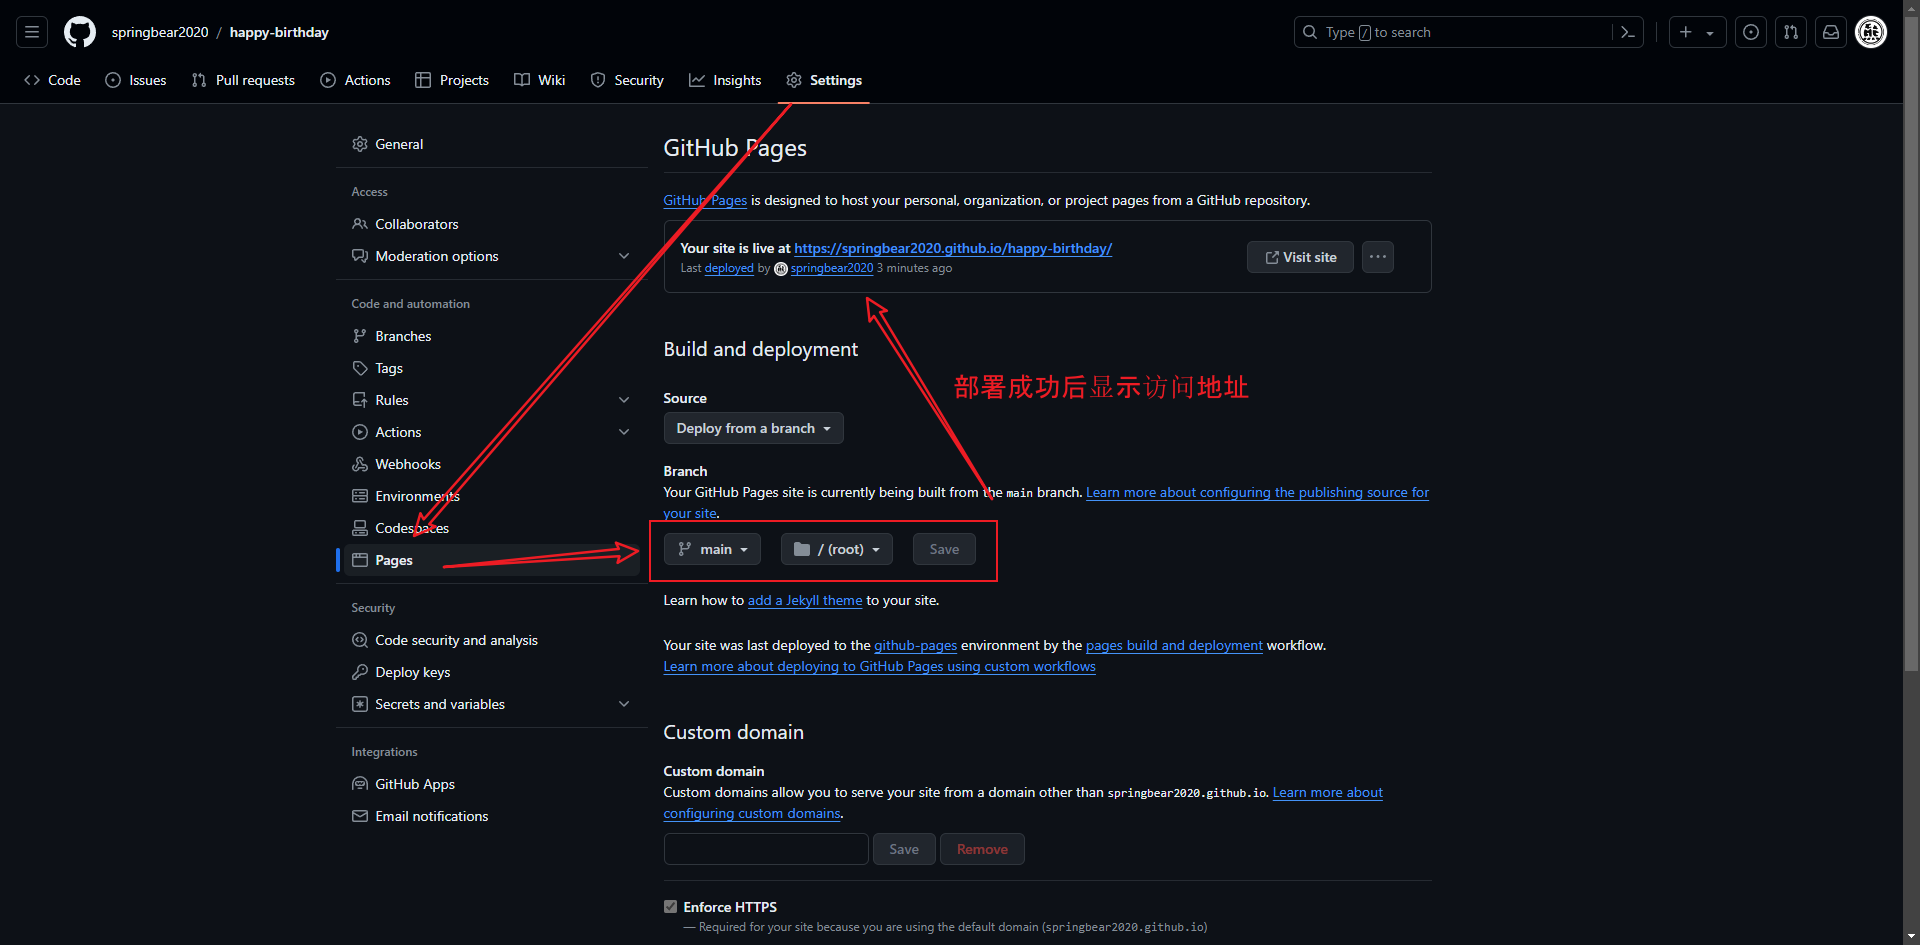 springbear2020 / happy-birthday
Type / to search
Code
Issues
Pull requests
Actions
Projects
Wiki
Security
Insights
Settings
General
Access
Collaborators
Moderation options
Code and automation
Branches
Tags
Rules
Actions
Webhooks
Environments
Codespaces
Pages
Security
Code security and analysis
Deploy keys
Secrets and variables
Integrations
GitHub Apps
Email notifications
GitHub Pages
GitHub Pages is designed to host your personal, organization, or project pages from a GitHub repository.
Your site is live at https://springbear2020.github.io/happy-birthday/
Last deployed by springbear2020 3 minutes ago
Visit site
Build and deployment
部署成功后显示访问地址
Source
Deploy from a branch
Branch
Your GitHub Pages site is currently being built from the main branch. Learn more about configuring the publishing source for
your site.
main
/ (root)
Save
Learn how to add a Jekyll theme to your site.
Your site was last deployed to the github-pages environment by the pages build and deployment workflow.
Learn more about deploying to GitHub Pages using custom workflows
Custom domain
Custom domain
Custom domains allow you to serve your site from a domain other than springbear2020.github.io. Learn more about
configuring custom domains.
Save
Remove
Enforce HTTPS
— Required for your site because you are using the default domain (springbear2020.github.io)